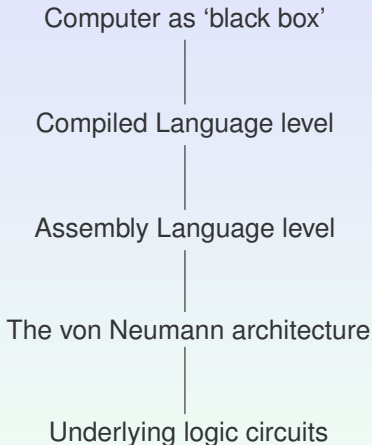 Computer as ‘black box’
Compiled Language level
Assembly Language level
The von Neumann architecture
Underlying logic circuits